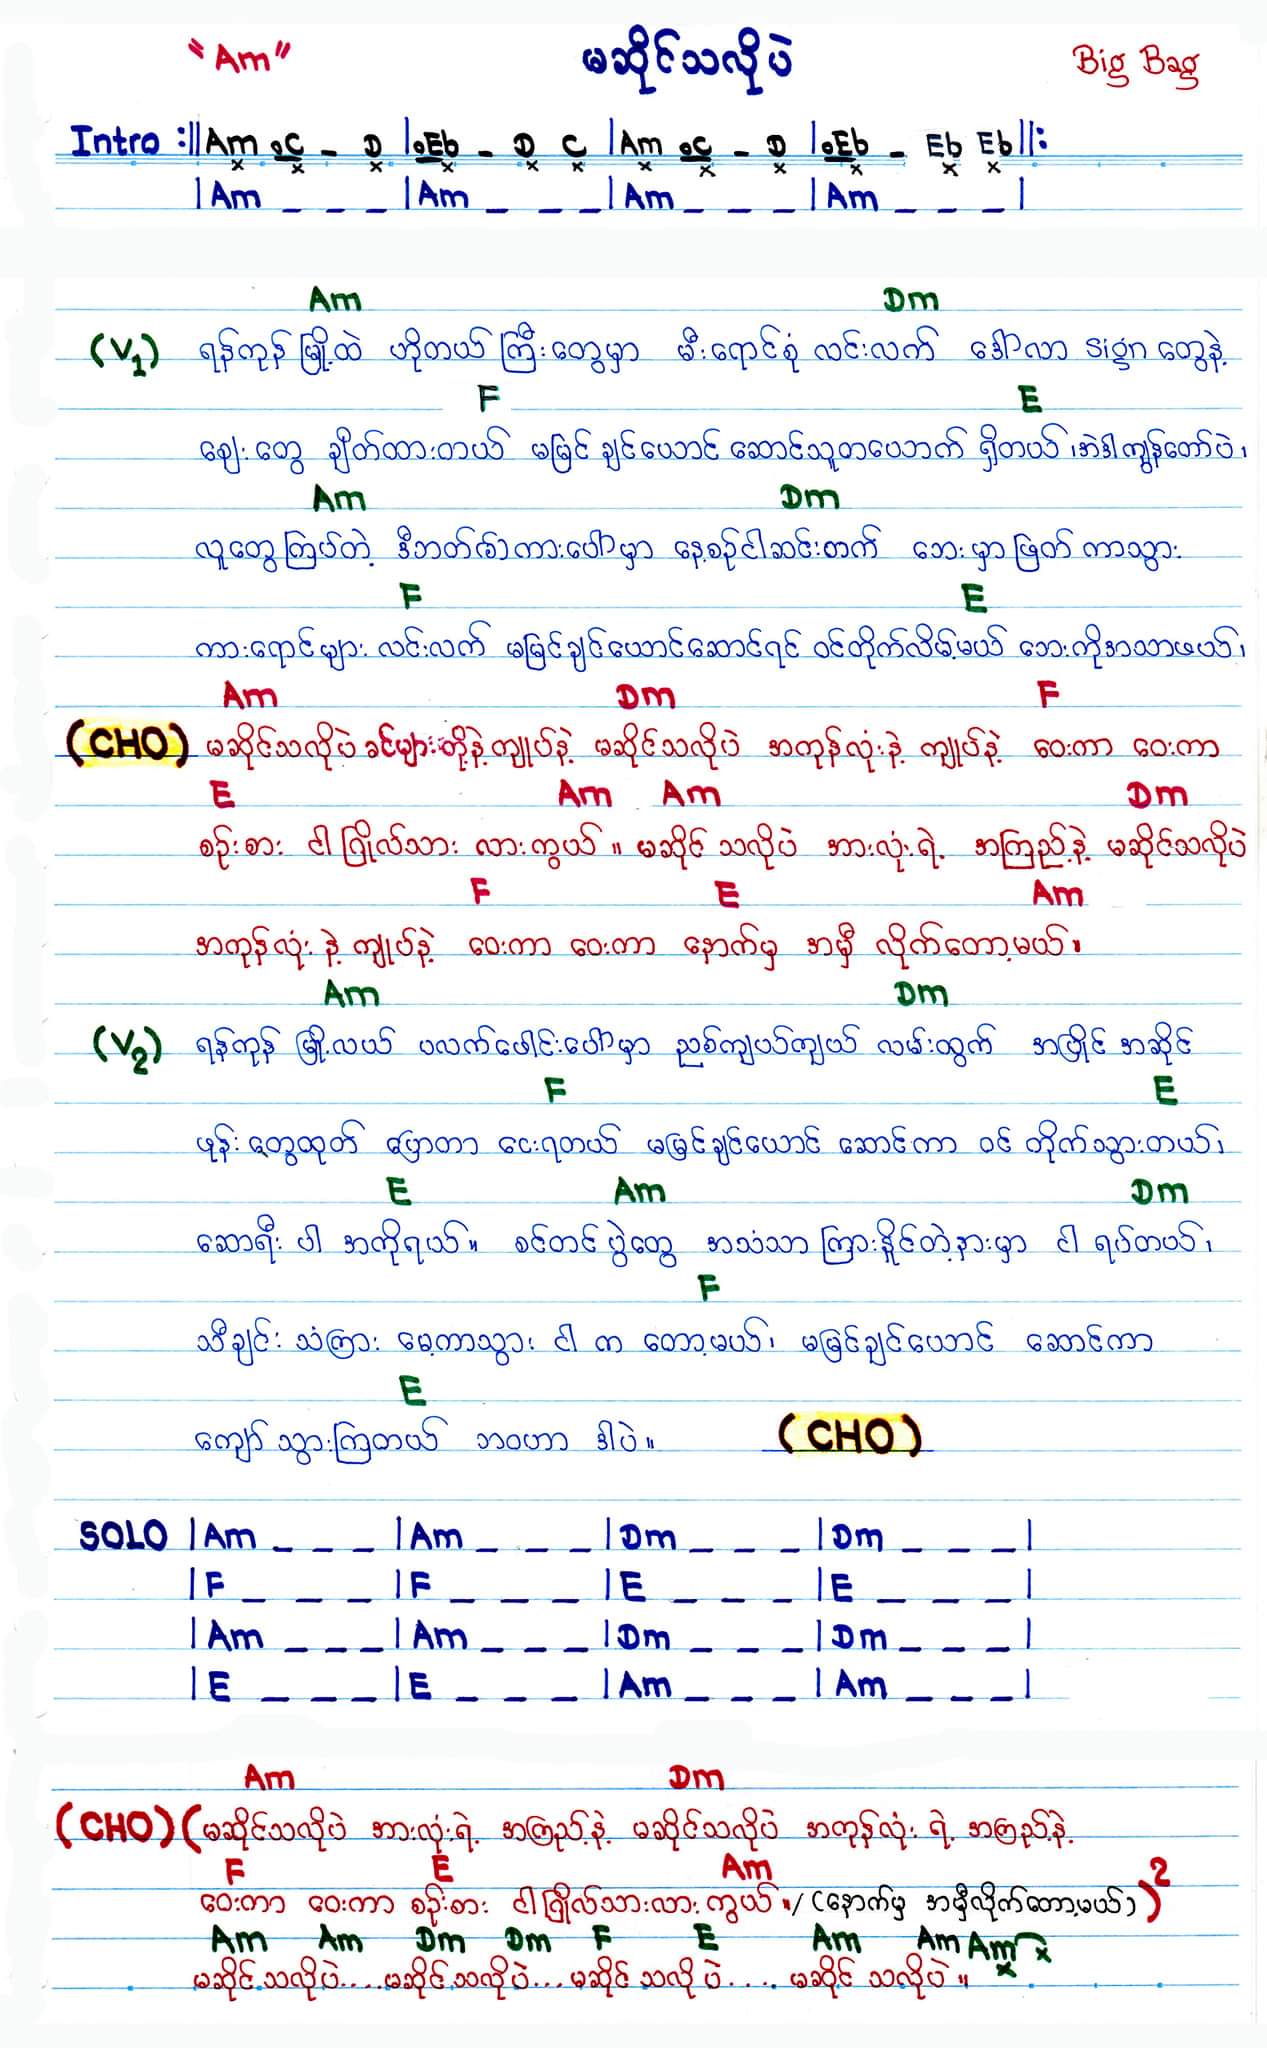 "Am" မဆိုင်သလိုပဲ Big Bag
Intro :|| Am C - D | Eb - D C | Am C - D | Eb - Eb Eb ||:
| Am _ _ _ | Am _ _ _ | Am _ _ _ | Am _ _ _ |
Am Dm
(V1) ရန်ကုန် မြို့ထဲ ဟိုတယ် ကြီးတွေမှာ မီးရောင်စုံ လင်းလက် ဒေါ်လာ sign တွေနဲ့
F E
ဈေးတွေ ချိတ်ထားတယ် မမြင် ချင်ယောင် ဆောင်သူတယောက် ရှိတယ်၊ အဲဒါကျွန်တော်ပဲ၊
Am Dm
လူတွေကြပ်တဲ့ ဒီဘတ်စ်ကားပေါ်မှာ နေ့စဉ်ငါဆင်းတက် ဘေးမှာဖြတ် ကာသွား
F E
ကားရောင်များ လင်းလက် မမြင်ချင်ယောင်ဆောင်ရင် ဝင်တိုက်လိမ့်မယ် ဘေးကိုအသာဖယ်၊
Am Dm F
(CHO) မဆိုင်သလိုပဲ ခင်များတို့နဲ့ကျုပ်နဲ့ မဆိုင်သလိုပဲ အကုန်လုံးနဲ့ ကျုပ်နဲ့ ဝေးကာ ဝေးကာ
E Am Am Dm
စဉ်းစား ငါ ဂြိုလ်သား လားကွယ်။ မဆိုင် သလိုပဲ အားလုံးရဲ့ အကြည့်နဲ့ မဆိုင်သလိုပဲ
F E Am
အကုန်လုံး နဲ့ ကျုပ်နဲ့ ဝေးကာ ဝေးကာ နောက်မှ အမှီ လိုက်တော့မယ်။
Am Dm
(V2) ရန်ကုန် မြို့လယ် ပလက်ဖောင်းပေါ်မှာ ညစ်ကျယ်ကျယ် လမ်းထွက် အပြိုင် အဆိုင်
F E
ဖုန်းတွေထုတ် ပြောတာ ငေးရတယ် မမြင်ချင်ယောင် ဆောင်ကာ ဝင် တိုက်သွားတယ်၊
E Am Dm
ဆောရီး ပါ အကိုရယ်။ စင်တင် ပွဲတွေ အသံသာ ကြားနိုင်တဲ့နားမှာ ငါ ရပ်တယ်၊
F
သီချင်း သံကြား မေ့ကာသွား ငါ က တော့မယ်၊ မမြင်ချင်ယောင် ဆောင်ကာ
E
ကျော် သွားကြတယ် ဘဝဟာ ဒါပဲ။ (CHO)
SOLO | Am _ _ _ | Am _ _ _ | Dm _ _ _ | Dm _ _ _ |
| F _ _ _ | F _ _ _ | E _ _ _ | E _ _ _ |
| Am _ _ _ | Am _ _ _ | Dm _ _ _ | Dm _ _ _ |
| E _ _ _ | E _ _ _ | Am _ _ _ | Am _ _ _ |
Am Dm
(CHO) (မဆိုင်သလိုပဲ အားလုံးရဲ့ အကြည့်နဲ့ မဆိုင်သလိုပဲ အကုန်လုံး ရဲ့ အကြည့်နဲ့
F E Am
ဝေးကာ ဝေးကာ စဉ်းစား ငါဂြိုလ်သားလားကွယ်။/(နောက်မှ အမှီလိုက်တော့မယ်))2
Am Am Dm Dm F E Am Am Am
မဆိုင်သလိုပဲ....မဆိုင်သလိုပဲ...မဆိုင်သလိုပဲ.... မဆိုင် သလိုပဲ။